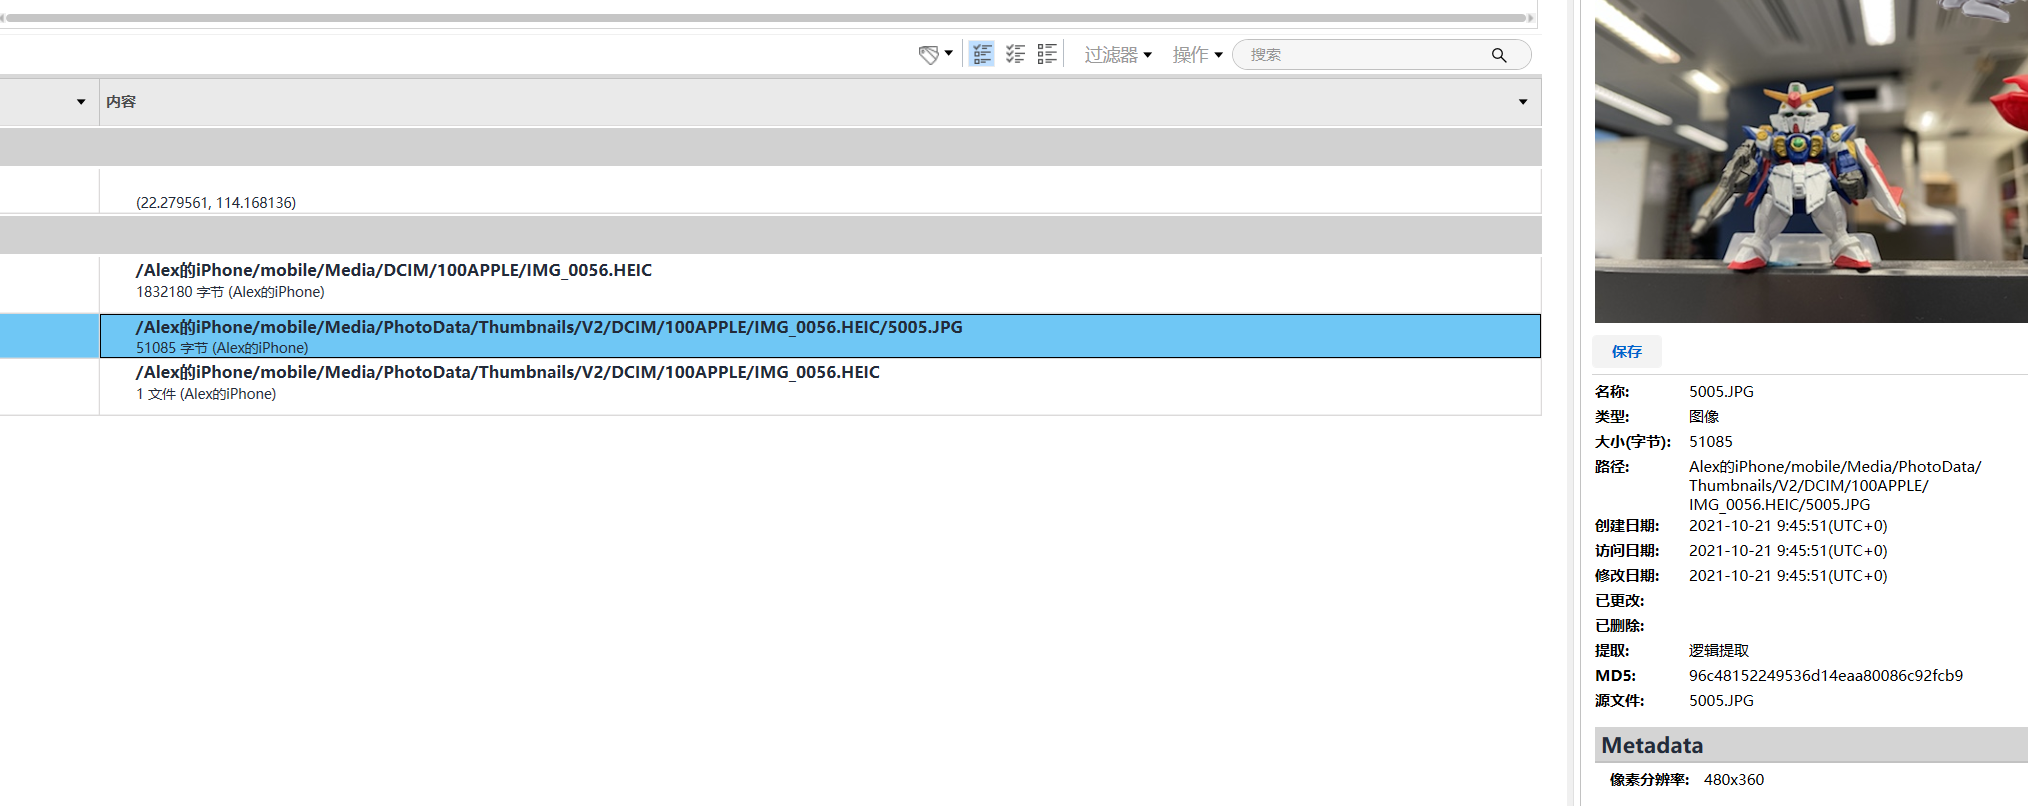 过滤器
操作
搜索
内容
(22.279561, 114.168136)
/Alex的iPhone/mobile/Media/DCIM/100APPLE/IMG_0056.HEIC
1832180 字节 (Alex的iPhone)
/Alex的iPhone/mobile/Media/PhotoData/Thumbnails/V2/DCIM/100APPLE/IMG_0056.HEIC/5005.JPG
51085 字节 (Alex的iPhone)
/Alex的iPhone/mobile/Media/PhotoData/Thumbnails/V2/DCIM/100APPLE/IMG_0056.HEIC
1 文件 (Alex的iPhone)
保存
名称: 5005.JPG
类型: 图像
大小(字节): 51085
路径: Alex的iPhone/mobile/Media/PhotoData/
Thumbnails/V2/DCIM/100APPLE/
IMG_0056.HEIC/5005.JPG
创建日期: 2021-10-21 9:45:51(UTC+0)
访问日期: 2021-10-21 9:45:51(UTC+0)
修改日期: 2021-10-21 9:45:51(UTC+0)
已更改:
已删除:
提取: 逻辑提取
MD5: 96c48152249536d14eaa80086c92fcb9
源文件: 5005.JPG
Metadata
像素分辨率: 480x360